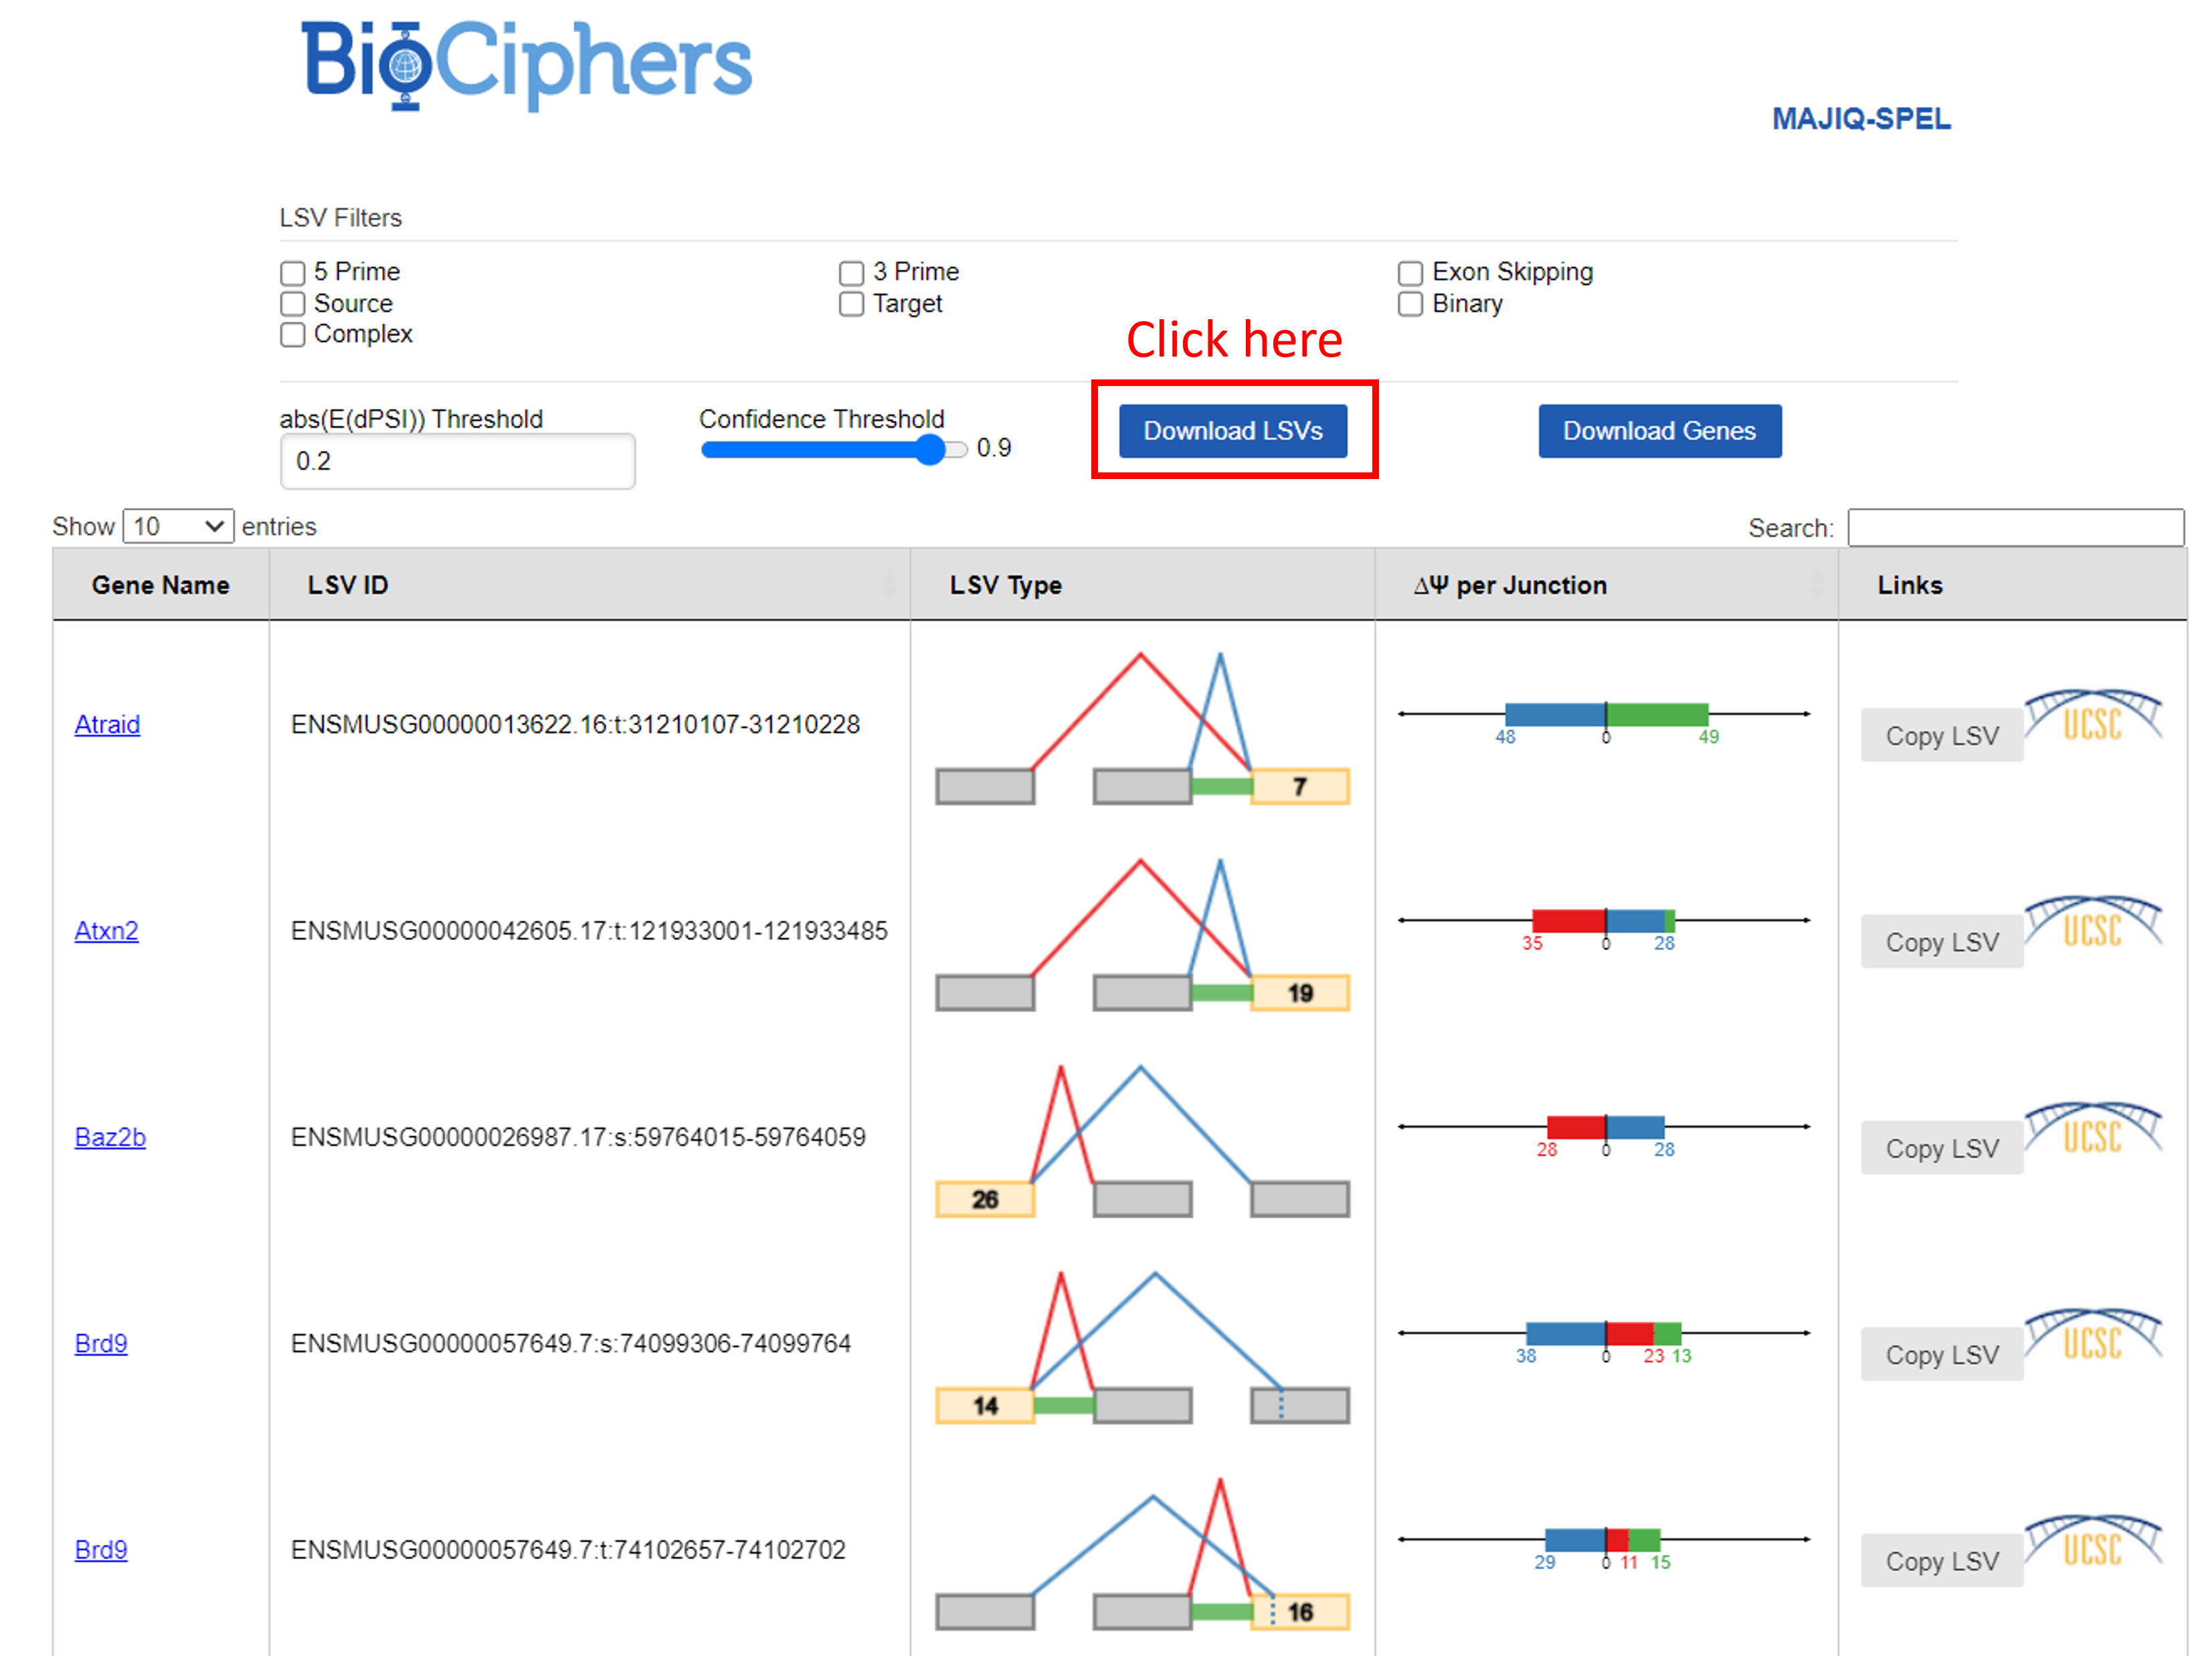 BioCiphers
MAJIQ-SPEL
LSV Filters
5 Prime
3 Prime
Exon Skipping
Source
Target
Binary
Complex
Click here
abs(E(dPSI)) Threshold
Confidence Threshold
Download LSVs
Download Genes
0.2
0.9
Show 10 entries
Search:
Gene Name LSV ID LSV Type ΔΨ per Junction Links
Atraid ENSMUSG00000013622.16:t:31210107-31210228 7 48 0 49 Copy LSV UCSC
Atxn2 ENSMUSG00000042605.17:t:121933001-121933485 19 35 0 28 Copy LSV UCSC
Baz2b ENSMUSG00000026987.17:s:59764015-59764059 26 28 0 28 Copy LSV UCSC
Brd9 ENSMUSG00000057649.7:s:74099306-74099764 14 38 0 23 13 Copy LSV UCSC
Brd9 ENSMUSG00000057649.7:t:74102657-74102702 16 29 0 11 15 Copy LSV UCSC